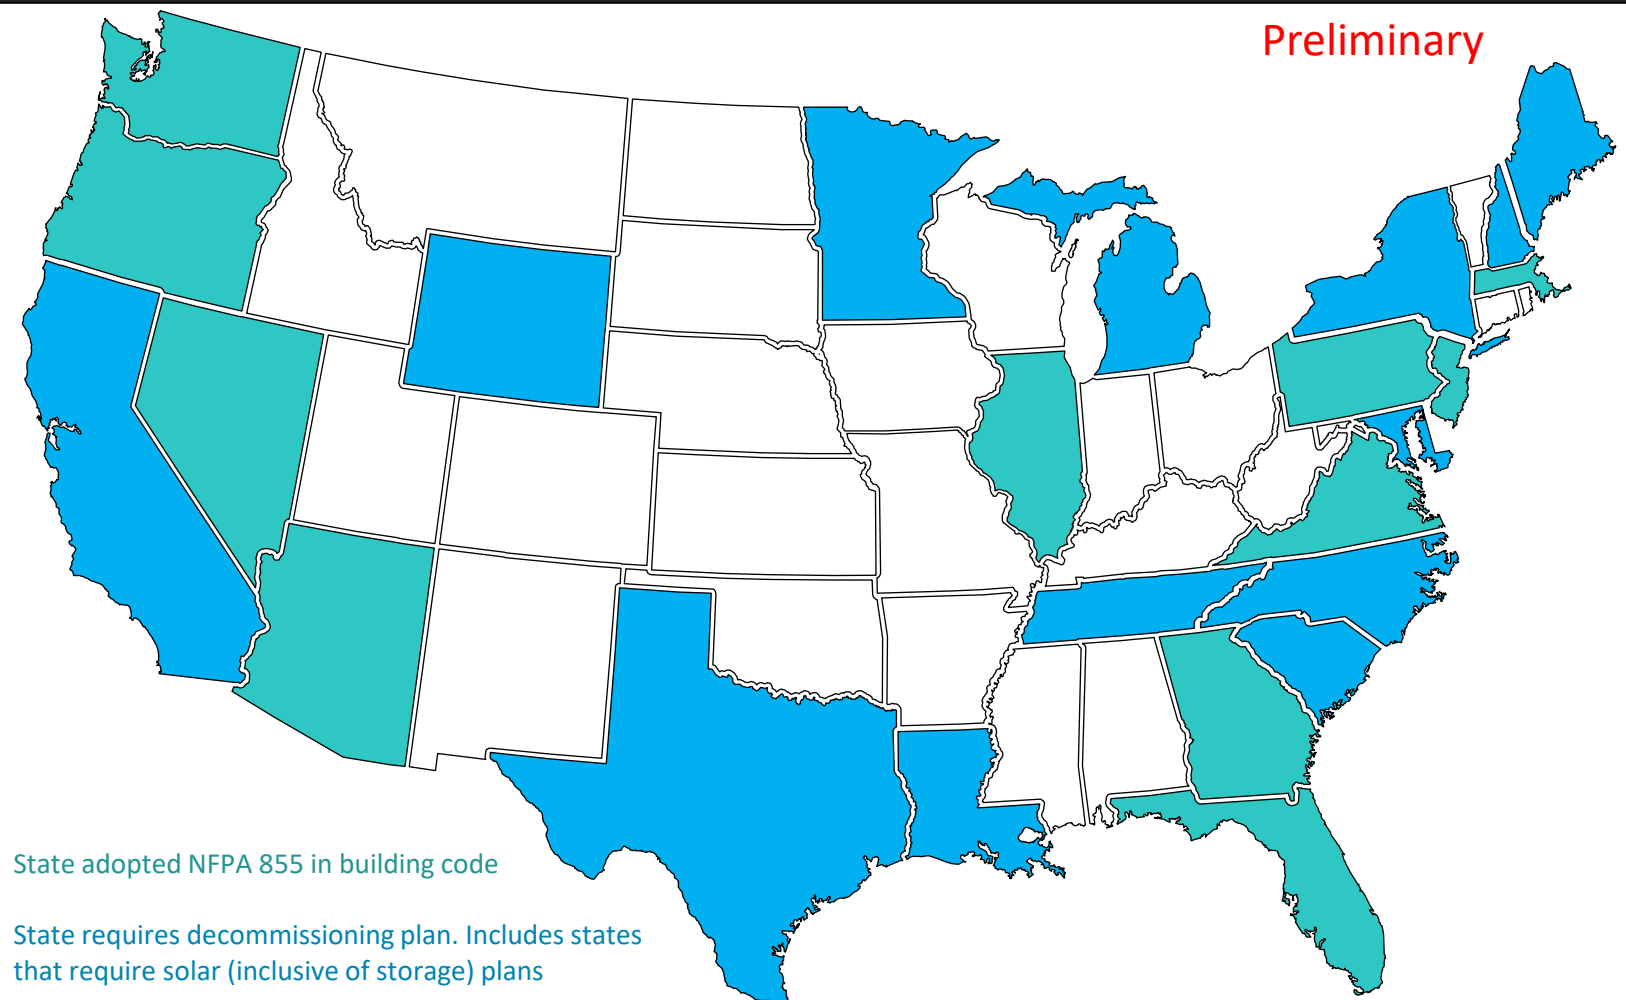 Preliminary
State adopted NFPA 855 in building code
State requires decommissioning plan. Includes states
that require solar (inclusive of storage) plans